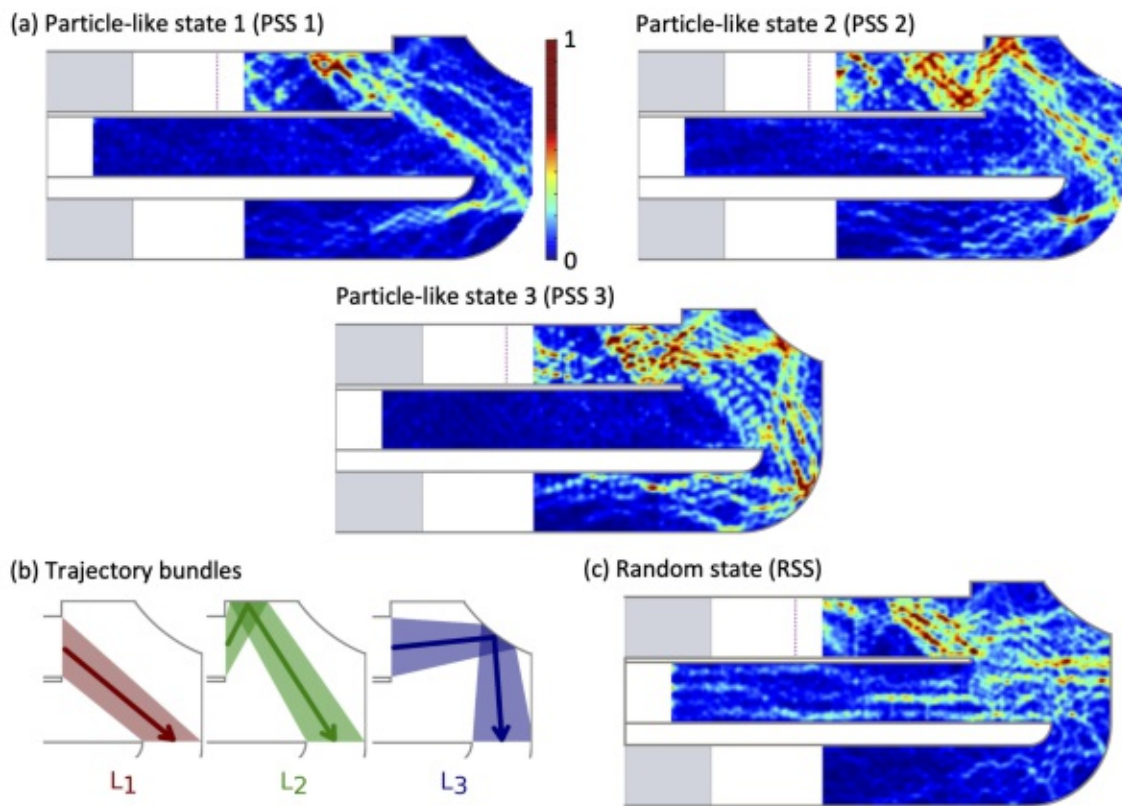 (a) Particle-like state 1 (PSS 1)
Particle-like state 2 (PSS 2)
1
0
Particle-like state 3 (PSS 3)
(b) Trajectory bundles
(c) Random state (RSS)
L1
L2
L3